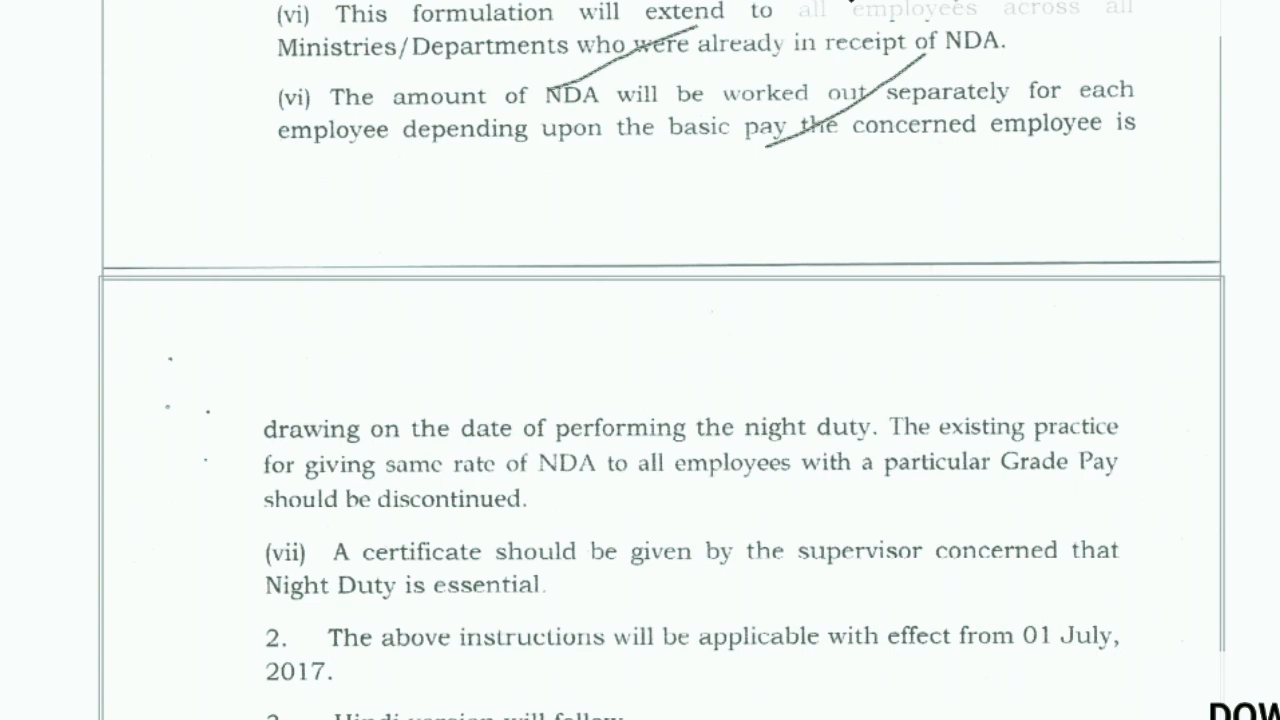 (vi) This formulation will extend to all employees across all
Ministries/Departments who were already in receipt of NDA.
(vi) The amount of NDA will be worked out separately for each
employee depending upon the basic pay the concerned employee is
drawing on the date of performing the night duty. The existing practice
for giving same rate of NDA to all employees with a particular Grade Pay
should be discontinued.
(vii) A certificate should be given by the supervisor concerned that
Night Duty is essential.
2. The above instructions will be applicable with effect from 01 July,
2017.
Hindi version will follow
DOW